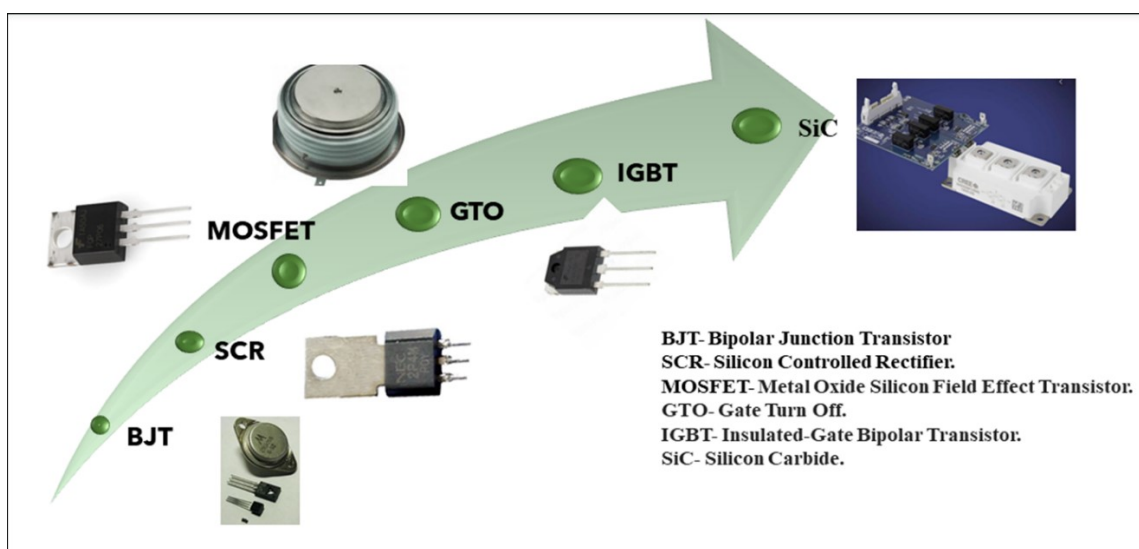 SiC
IGBT
GTO
MOSFET
SCR
BJT
BJT- Bipolar Junction Transistor
SCR- Silicon Controlled Rectifier.
MOSFET- Metal Oxide Silicon Field Effect Transistor.
GTO- Gate Turn Off.
IGBT- Insulated-Gate Bipolar Transistor.
SiC- Silicon Carbide.
NEC